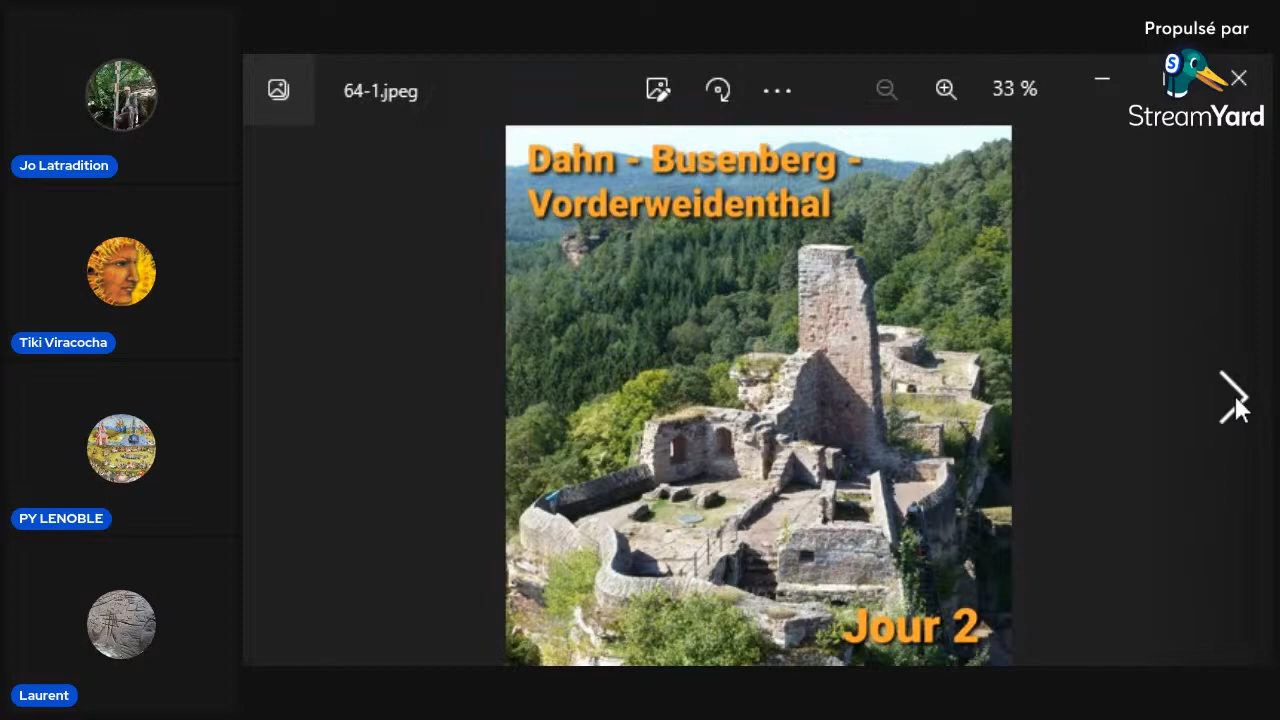 Propulsé par
StreamYard
64-1.jpeg
33 %
Jo Latradition
Tiki Viracocha
PY LENOBLE
Laurent
Dahn - Busenberg -
Vorderweidenthal
Jour 2